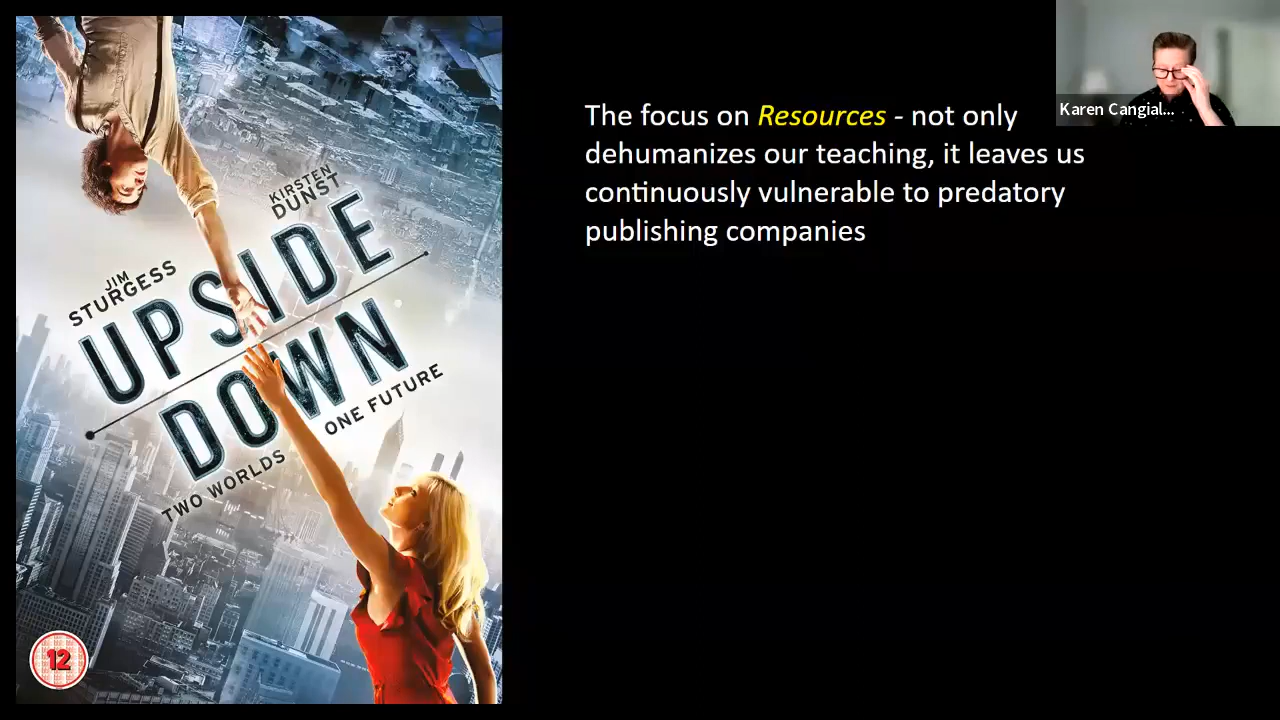 KIRSTEN
DUNST
JIM
STURGESS
UPSIDE
DOWN
ONE FUTURE
TWO WORLDS
12
The focus on Resources - not only
dehumanizes our teaching, it leaves us
continuously vulnerable to predatory
publishing companies
Karen Cangial...